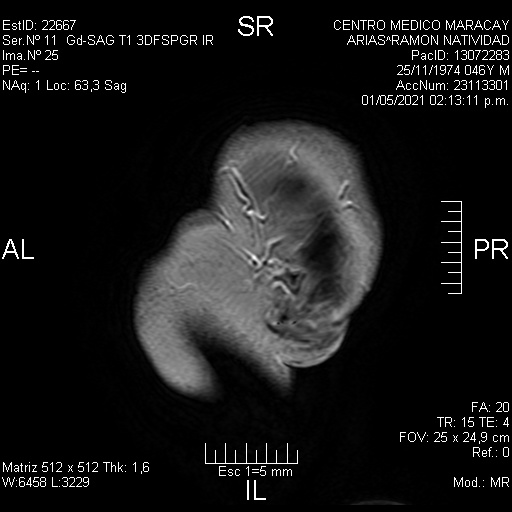 EstID: 22667
Ser.Nº 11 Gd-SAG T1 3DFSPGR IR
Ima.Nº 25
PE= --
NAq: 1 Loc: 63,3 Sag
SR
CENTRO MEDICO MARACAY
ARIAS^RAMON NATIVIDAD
PacID: 13072283
25/11/1974 046Y M
AccNum: 23113301
01/05/2021 02:13:11 p.m.
AL
PR
FA: 20
TR: 15 TE: 4
FOV: 25 x 24,9 cm
Ref.: 0
Matriz 512 x 512 Thk: 1,6
W:6458 L:3229
Esc 1=5 mm
IL
Mod.: MR